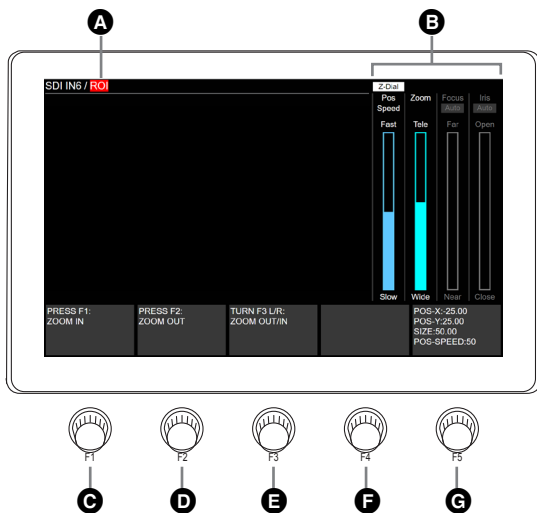 A
B
SDI IN6 / ROI
Z-Dial
Pos Speed
Zoom
Focus
Iris
Auto
Auto
Fast
Tele
Far
Open
Slow
Wide
Near
Close
PRESS F1:
ZOOM IN
PRESS F2:
ZOOM OUT
TURN F3 L/R:
ZOOM OUT/IN
POS-X:-25.00
POS-Y:25.00
SIZE:50.00
POS-SPEED:50
F1
F2
F3
F4
F5
C
D
E
F
G